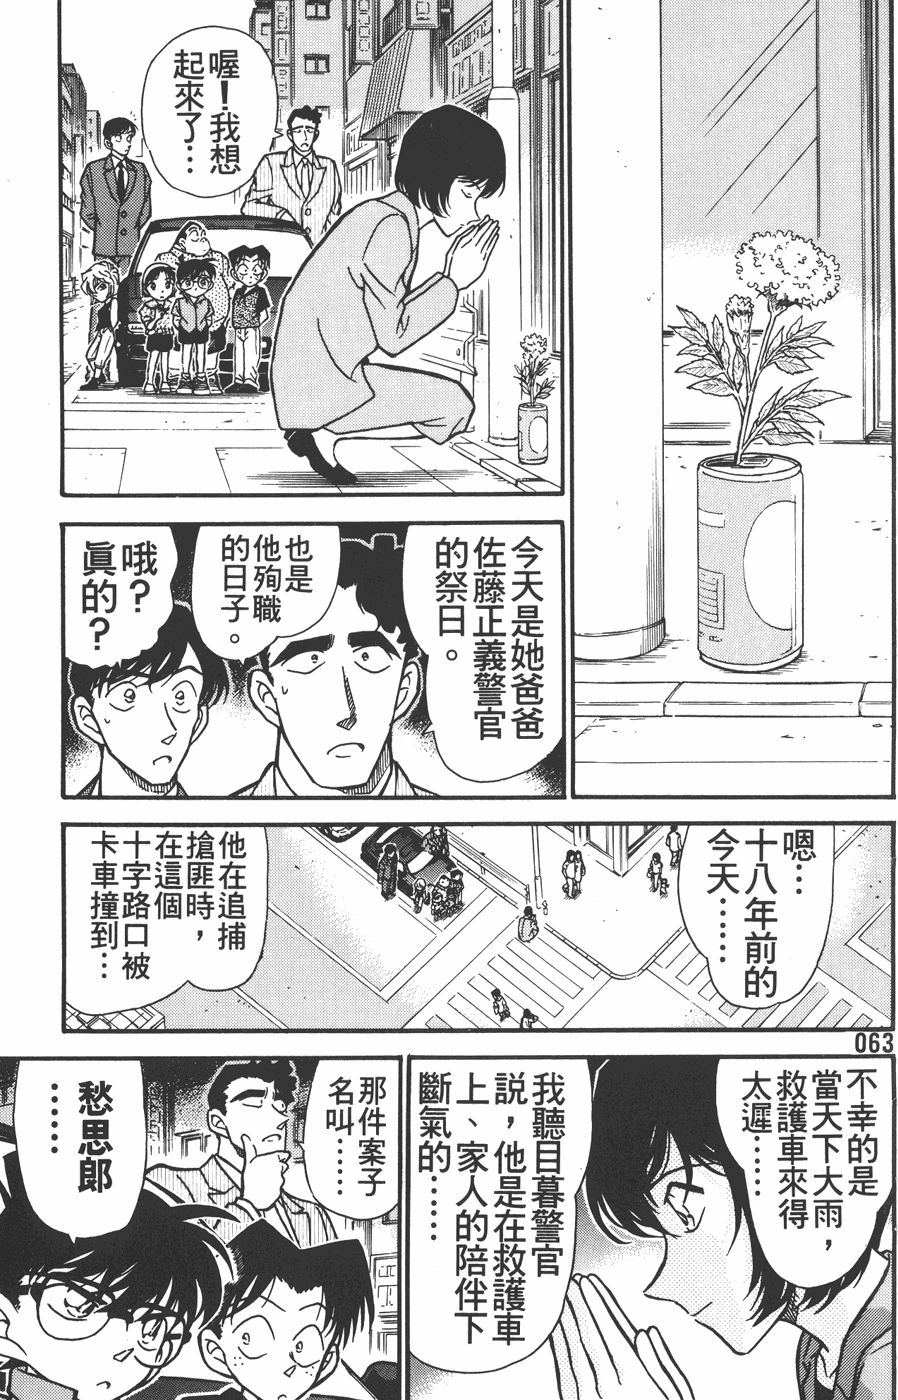 喔！我想
起來了…
今天是她爸爸
佐藤正義警官
的祭日。
也是
他殉職
的日子。
哦？
真的？
嗯…
十八年前的
今天……
他在追捕
搶匪時，
在這個
十字路口被
卡車撞到…
063
不幸的是
當天下大雨，
救護車來得
太遲……
我聽目暮警官
說，他是在救護車
上、家人的陪伴下
斷氣的……
那件案子
名叫……
愁思郎
……